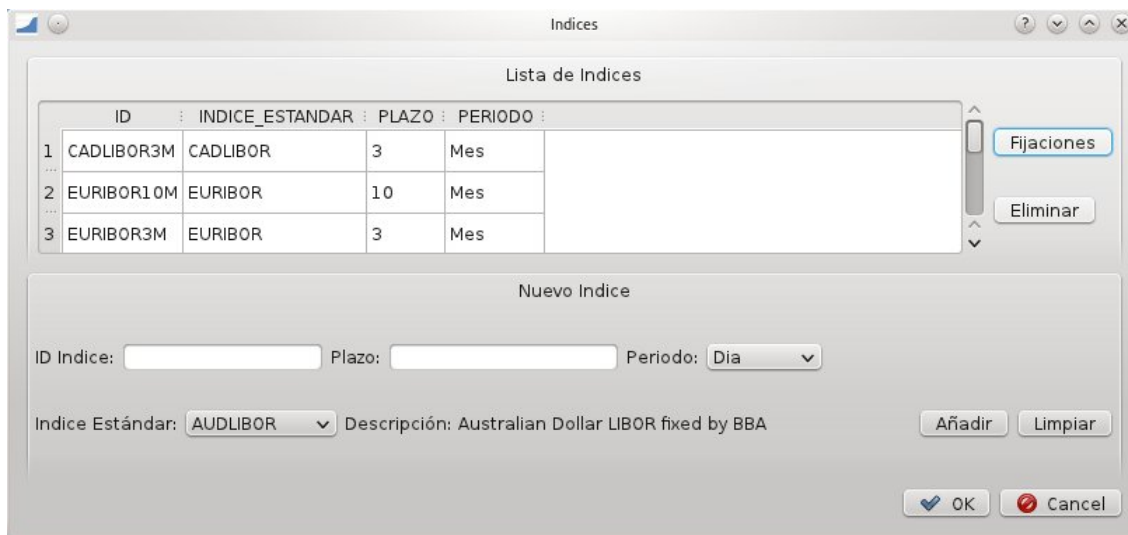 Indices
Lista de Indices
ID INDICE_ESTANDAR PLAZO PERIODO
1 CADLIBOR3M CADLIBOR 3 Mes
Fijaciones
2 EURIBOR10M EURIBOR 10 Mes
Eliminar
3 EURIBOR3M EURIBOR 3 Mes
Nuevo Indice
ID Indice: Plazo: Periodo: Dia
Indice Estándar: AUDLIBOR Descripción: Australian Dollar LIBOR fixed by BBA Añadir Limpiar
OK Cancel